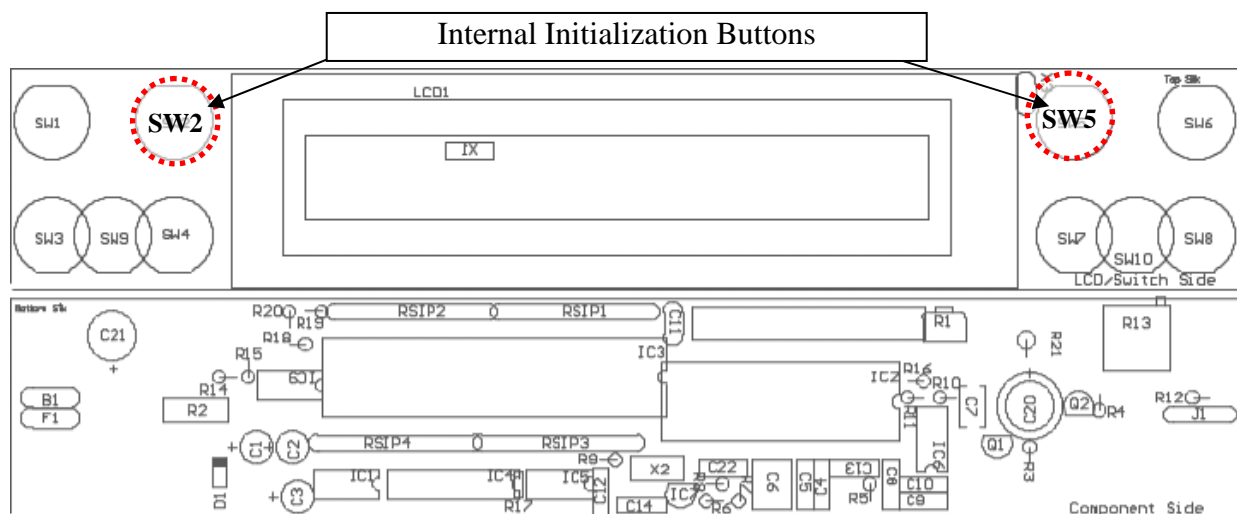 Internal Initialization Buttons
Top Silk
SW1
SW2
LCD1
IX
SW5
SW6
SW3
SW9
SW4
SW7
SW10
SW8
LCD/Switch Side
Bottom Silk
C21
R20
R19
RSIP2
RSIP1
C11
R1
R13
R18
IC3
R21
R15
R14
IC9
IC2
R16
R10
B1
F1
R2
R11
C7
C20
Q2
R4
R12
J1
C1
C2
RSIP4
RSIP3
R9
X2
C22
C13
IC6
Q1
R3
D1
C3
IC1
IC4
R17
IC5
C12
C14
IC7
R6
C6
C5
C4
R5
C8
C10
C9
Component Side